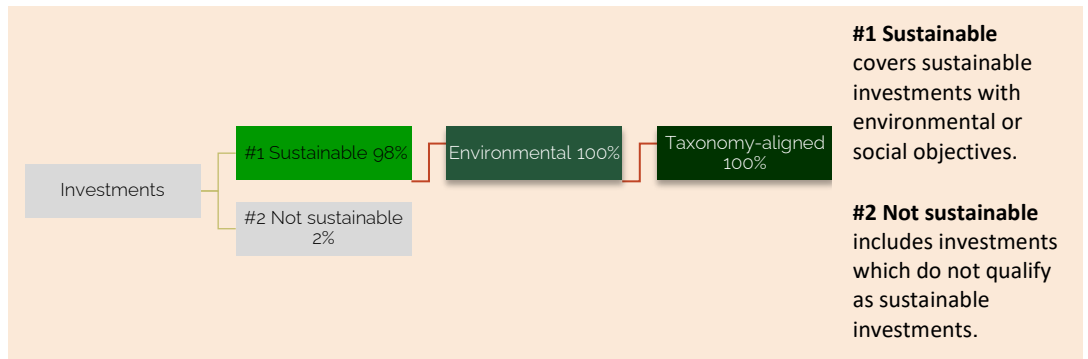 Investments
#1 Sustainable 98%
#2 Not sustainable
2%
Environmental 100%
Taxonomy-aligned
100%
#1 Sustainable
covers sustainable
investments with
environmental or
social objectives.
#2 Not sustainable
includes investments
which do not qualify
as sustainable
investments.